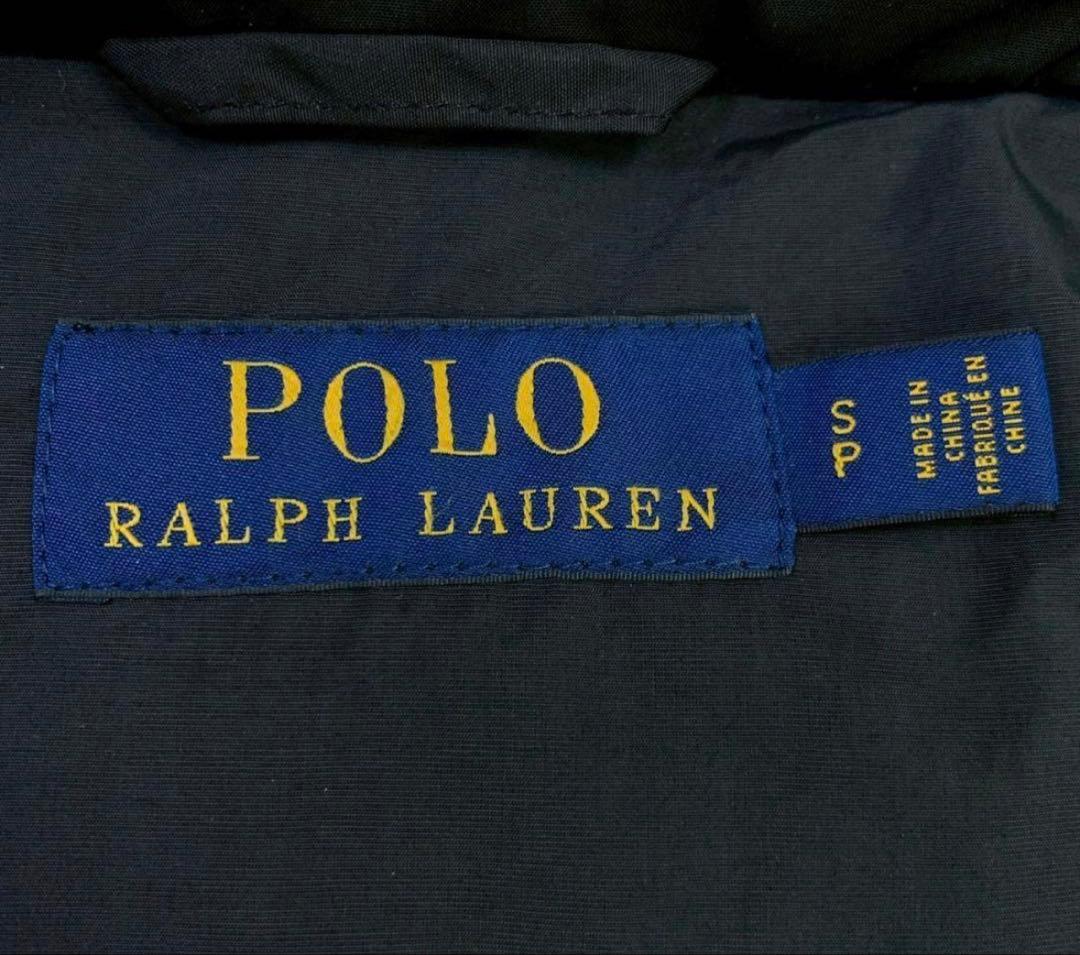 POLO
RALPH LAUREN
S
P
MADE IN
CHINA
FABRIQUÉ EN
CHINE